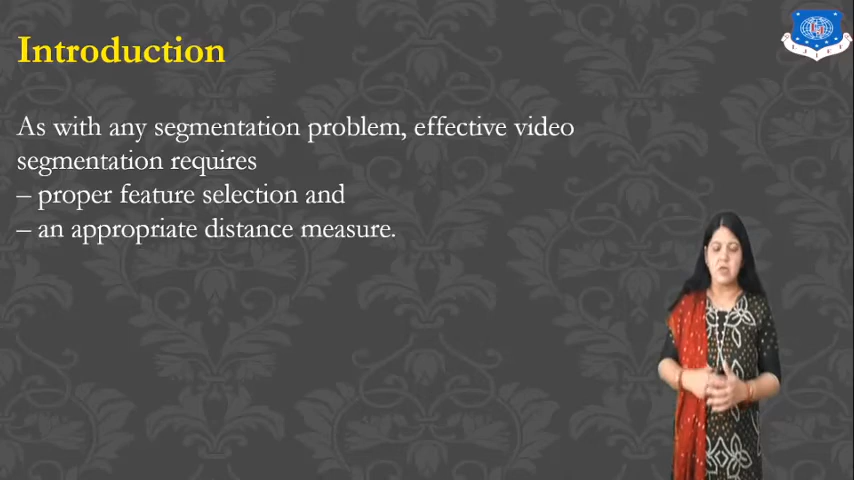 Introduction
As with any segmentation problem, effective video
segmentation requires
– proper feature selection and
– an appropriate distance measure.